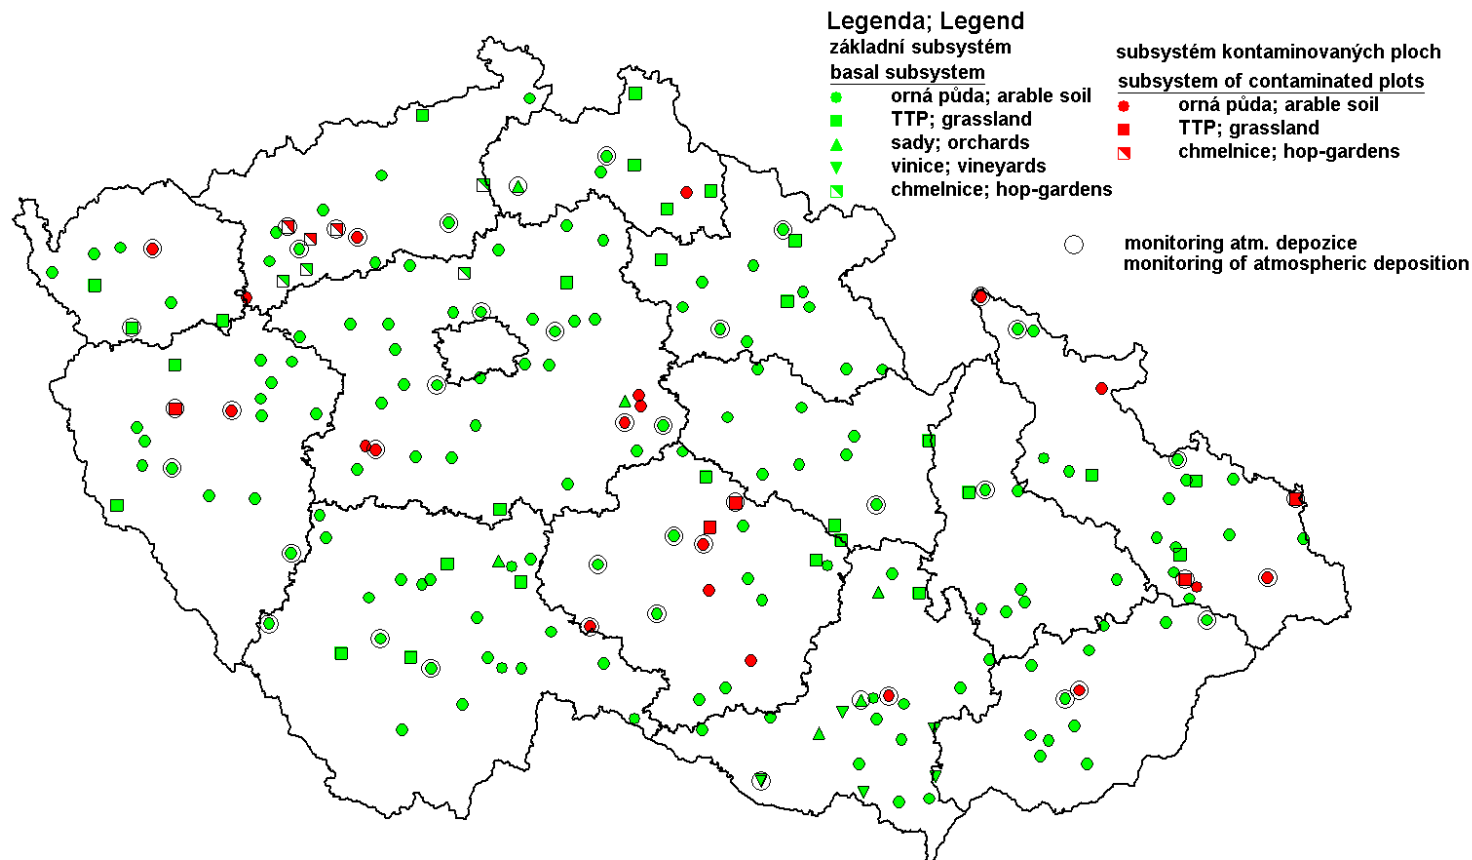 Legenda; Legend
základní subsystém
basal subsystem
orná půda; arable soil
TTP; grassland
sady; orchards
vinice; vineyards
chmelnice; hop-gardens
subsystém kontaminovaných ploch
subsystem of contaminated plots
orná půda; arable soil
TTP; grassland
chmelnice; hop-gardens
monitoring atm. depozice
monitoring of atmospheric deposition